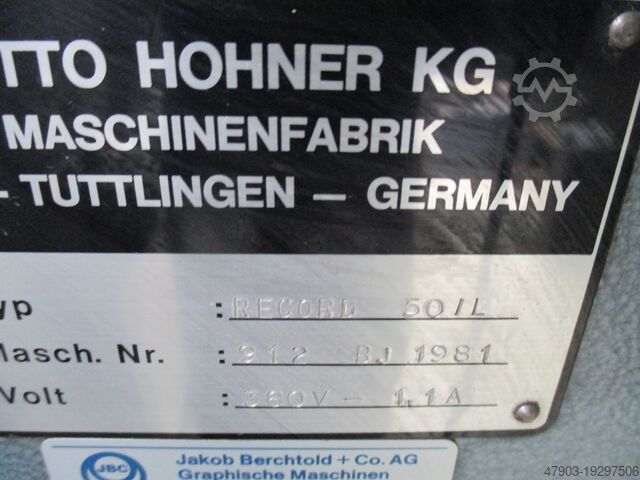 TTO HOHNER KG
MASCHINENFABRIK
- TUTTLINGEN - GERMANY
yp : RECORD 50/L
Masch. Nr. : 912 BJ 1981
Volt : 380V - 1,1A
JBC
Jakob Berchtold + Co. AG
Graphische Maschinen
47903-19297506